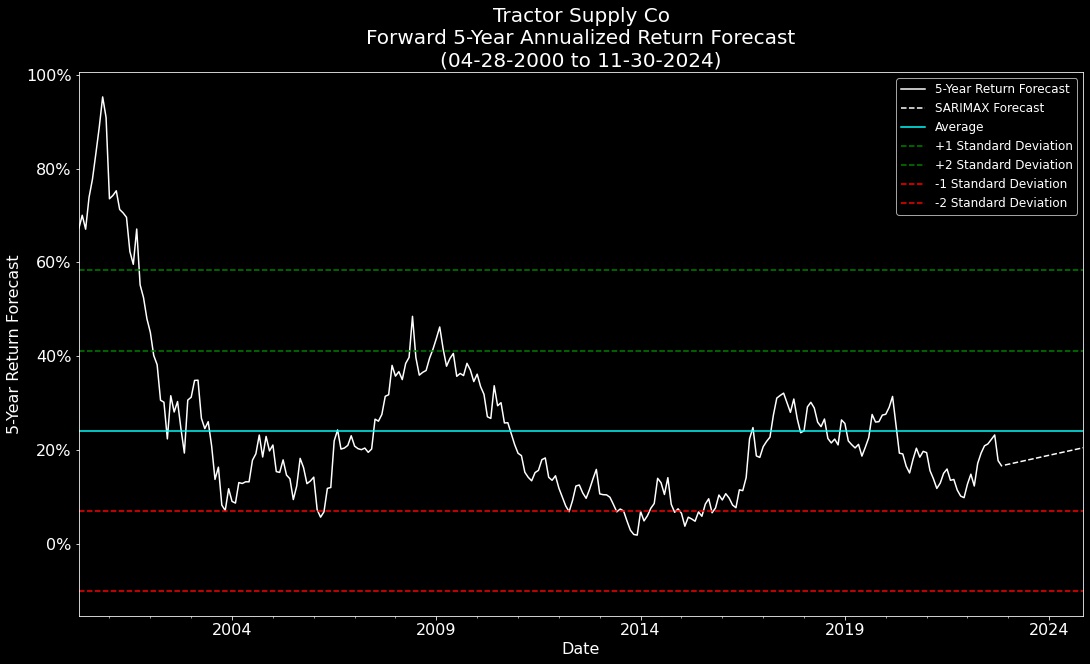 Tractor Supply Co
Forward 5-Year Annualized Return Forecast
(04-28-2000 to 11-30-2024)
5-Year Return Forecast
100%
80%
60%
40%
20%
0%
5-Year Return Forecast
SARIMAX Forecast
Average
+1 Standard Deviation
+2 Standard Deviation
-1 Standard Deviation
-2 Standard Deviation
2004
2009
2014
2019
2024
Date